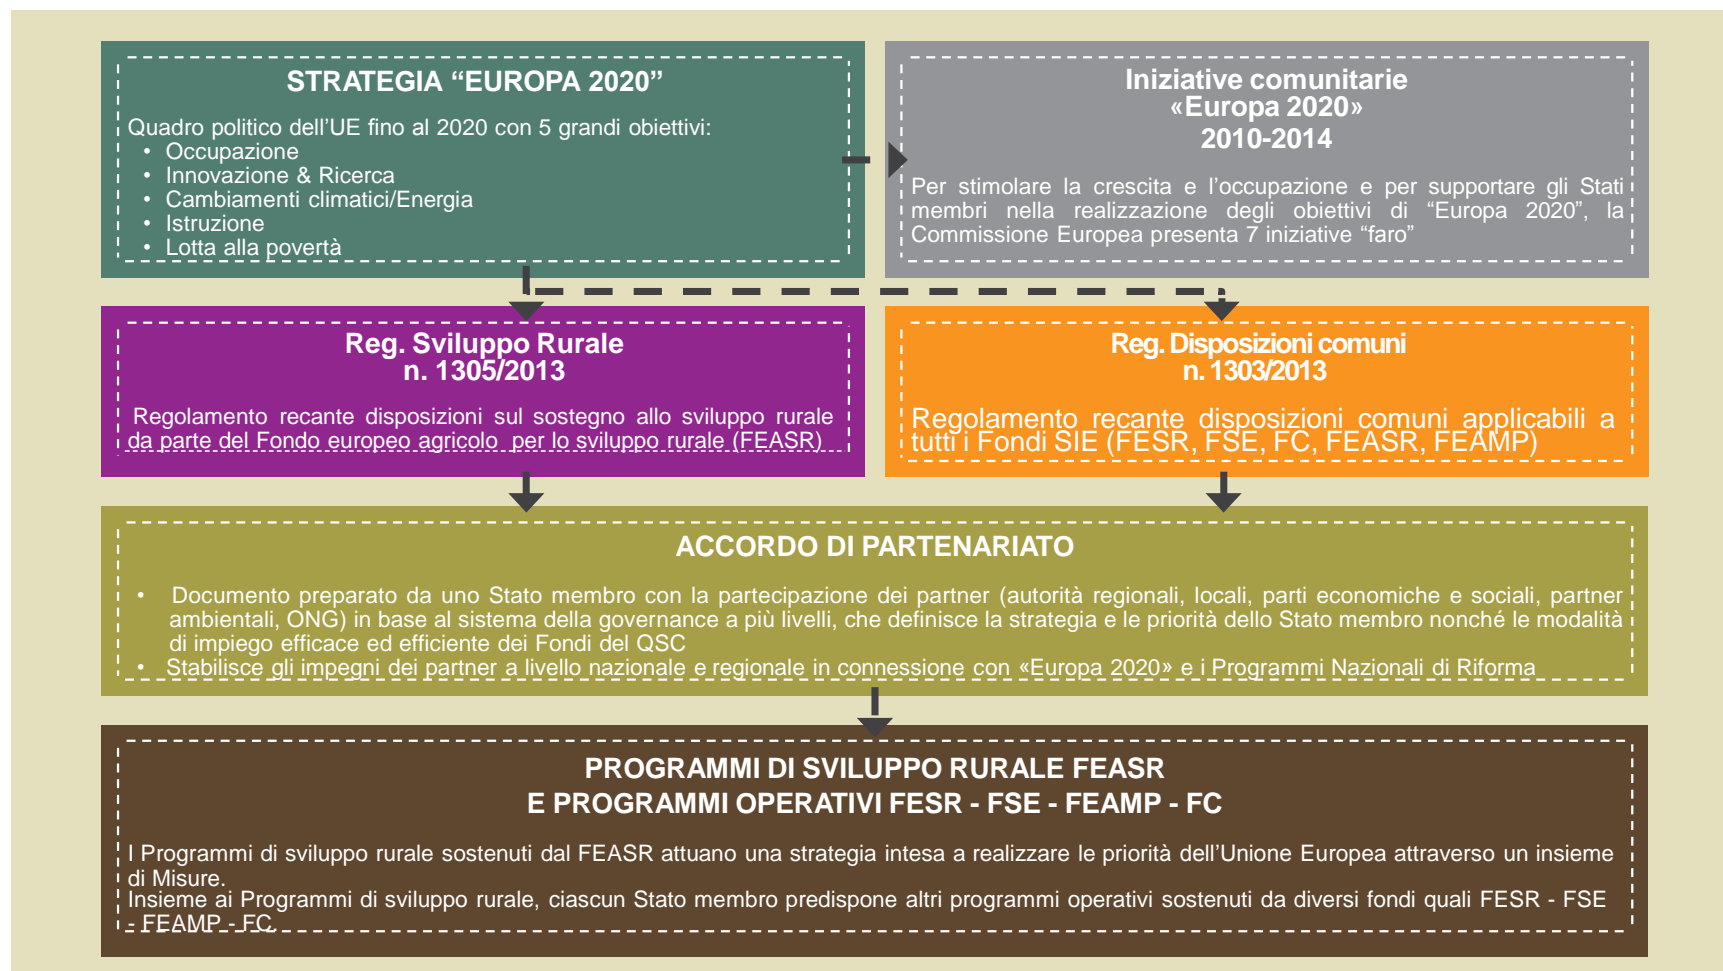 STRATEGIA “EUROPA 2020”
Quadro politico dell’UE fino al 2020 con 5 grandi obiettivi:
• Occupazione
• Innovazione & Ricerca
• Cambiamenti climatici/Energia
• Istruzione
• Lotta alla povertà
Iniziative comunitarie
«Europa 2020»
2010-2014
Per stimolare la crescita e l’occupazione e per supportare gli Stati
membri nella realizzazione degli obiettivi di “Europa 2020”, la
Commissione Europea presenta 7 iniziative “faro”
Reg. Sviluppo Rurale
n. 1305/2013
Regolamento recante disposizioni sul sostegno allo sviluppo rurale
da parte del Fondo europeo agricolo per lo sviluppo rurale (FEASR)
Reg. Disposizioni comuni
n. 1303/2013
Regolamento recante disposizioni comuni applicabili a
tutti i Fondi SIE (FESR, FSE, FC, FEASR, FEAMP)
ACCORDO DI PARTENARIATO
• Documento preparato da uno Stato membro con la partecipazione dei partner (autorità regionali, locali, parti economiche e sociali, partner
ambientali, ONG) in base al sistema della governance a più livelli, che definisce la strategia e le priorità dello Stato membro nonché le modalità
di impiego efficace ed efficiente dei Fondi del QSC
• Stabilisce gli impegni dei partner a livello nazionale e regionale in connessione con «Europa 2020» e i Programmi Nazionali di Riforma
PROGRAMMI DI SVILUPPO RURALE FEASR
E PROGRAMMI OPERATIVI FESR - FSE - FEAMP - FC
I Programmi di sviluppo rurale sostenuti dal FEASR attuano una strategia intesa a realizzare le priorità dell’Unione Europea attraverso un insieme
di Misure.
Insieme ai Programmi di sviluppo rurale, ciascun Stato membro predispone altri programmi operativi sostenuti da diversi fondi quali FESR - FSE
- FEAMP - FC.